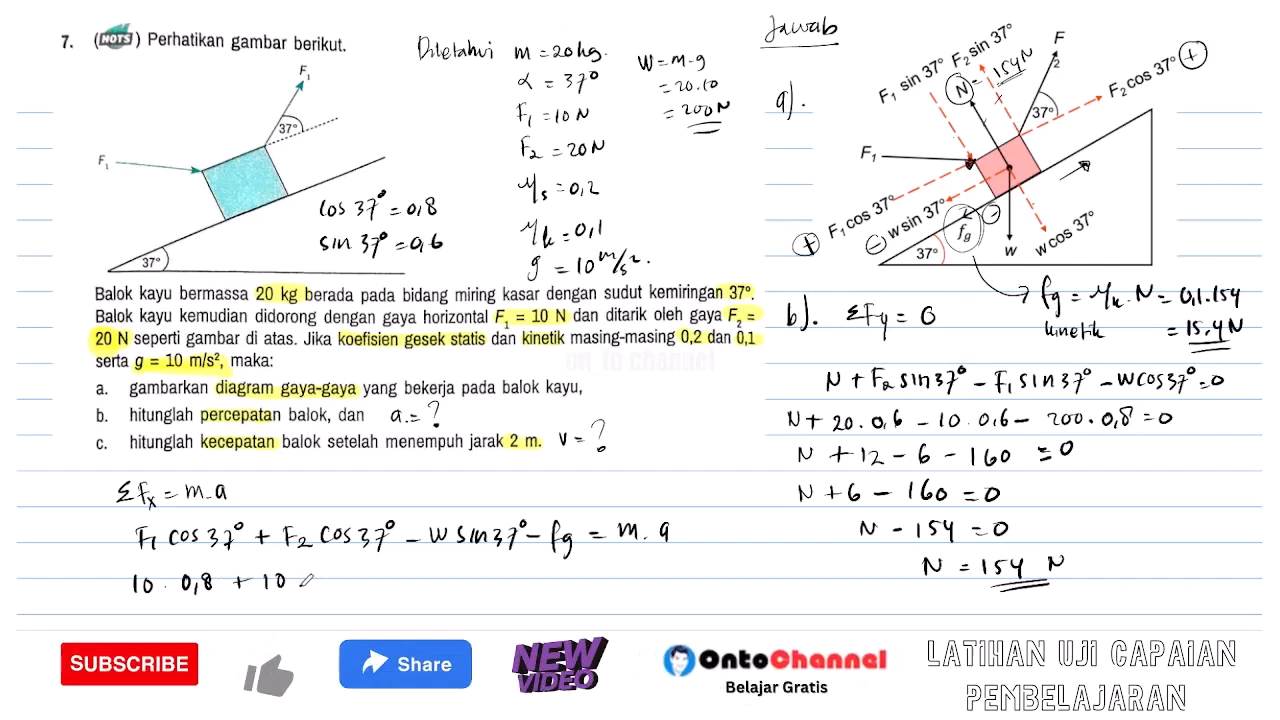 7. (HOTS) Perhatikan gambar berikut.
F₁
37°
F₁
37°
cos 37° = 0,8
sin 37° = 0,6
Diketahui m = 20 kg.
α = 37°
F₁ = 10 N
F₂ = 20 N
μs = 0,2
μk = 0,1
g = 10 m/s².
W = m.g
= 20.10
= 200 N
Balok kayu bermassa 20 kg berada pada bidang miring kasar dengan sudut kemiringan 37°.
Balok kayu kemudian didorong dengan gaya horizontal F₁ = 10 N dan ditarik oleh gaya F₂ =
20 N seperti gambar di atas. Jika koefisien gesek statis dan kinetik masing-masing 0,2 dan 0,1
serta g = 10 m/s², maka:
a. gambarkan diagram gaya-gaya yang bekerja pada balok kayu,
b. hitunglah percepatan balok, dan a = ?
c. hitunglah kecepatan balok setelah menempuh jarak 2 m. V = ?
ΣFx = m.a
F₁ cos 37° + F₂ cos 37° - W sin 37° - fg = m.a
10 . 0,8 + 10
Jawab
a).
F₁ sin 37°
F₂ sin 37°
N = 154 N
F
2
F₂ cos 37° +
37°
F₁
+ F₁ cos 37°
- w sin 37°
fg -
37°
w
w cos 37°
fg = μk . N = 0,1.154
kinetik = 15,4 N
b). ΣFy = 0
N + F₂ sin 37° - F₁ sin 37° - W cos 37° = 0
N + 20.0,6 - 10.0,6 - 200.0,8 = 0
N + 12 - 6 - 160 = 0
N + 6 - 160 = 0
N - 154 = 0
N = 154 N
SUBSCRIBE
Share
NEW
VIDEO
OntoChannel
Belajar Gratis
LATIHAN UJI CAPAIAN
PEMBELAJARAN